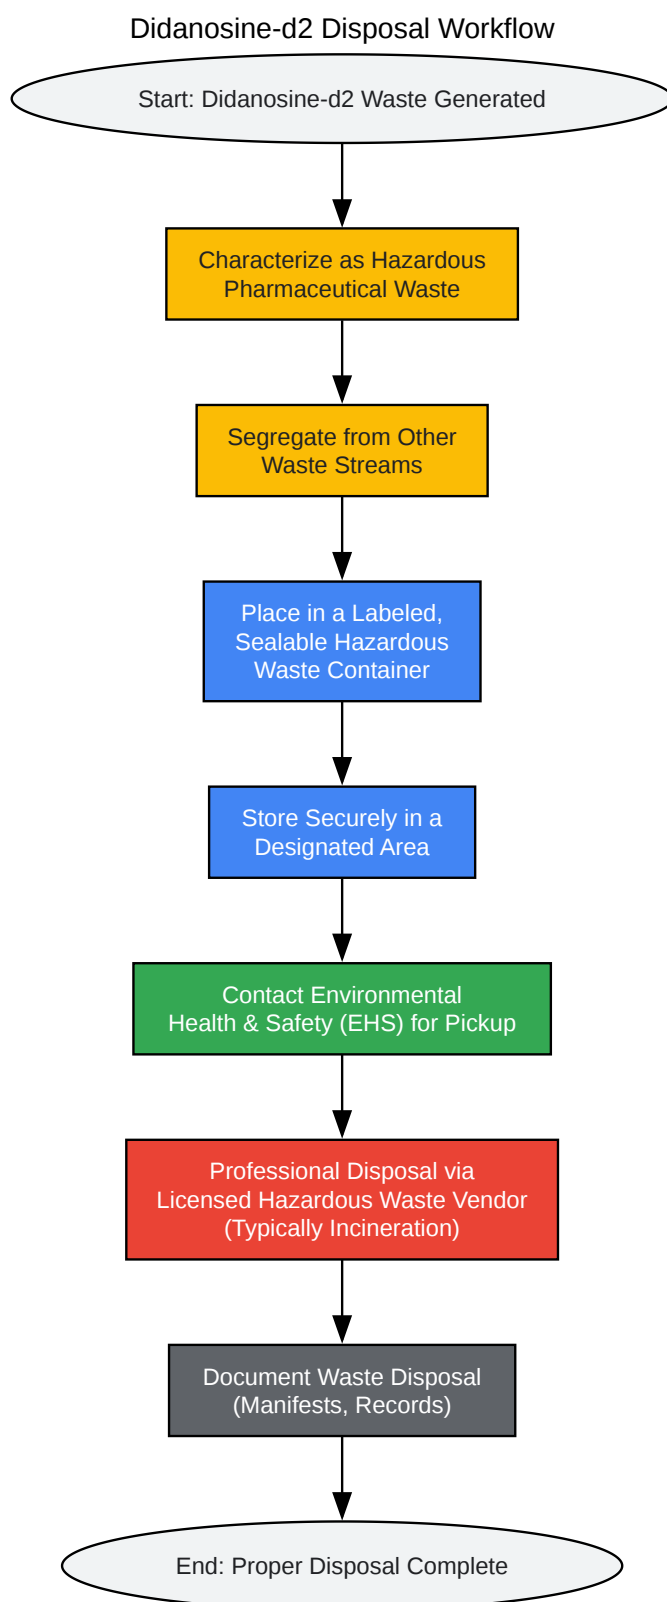 Didanosine-d2 Disposal Workflow
Start: Didanosine-d2 Waste Generated
Characterize as Hazardous
Pharmaceutical Waste
Segregate from Other
Waste Streams
Place in a Labeled,
Sealable Hazardous
Waste Container
Store Securely in a
Designated Area
Contact Environmental
Health & Safety (EHS) for Pickup
Professional Disposal via
Licensed Hazardous Waste Vendor
(Typically Incineration)
Document Waste Disposal
(Manifests, Records)
End: Proper Disposal Complete